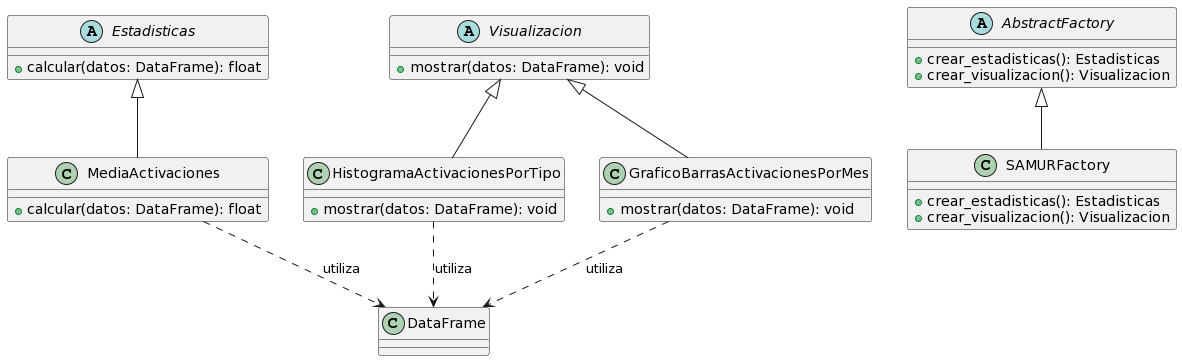 A Estadisticas
calcular(datos: DataFrame): float
A Visualizacion
mostrar(datos: DataFrame): void
A AbstractFactory
crear_estadisticas(): Estadisticas
crear_visualizacion(): Visualizacion
C MediaActivaciones
calcular(datos: DataFrame): float
C HistogramaActivacionesPorTipo
mostrar(datos: DataFrame): void
C GraficoBarrasActivacionesPorMes
mostrar(datos: DataFrame): void
C SAMURFactory
crear_estadisticas(): Estadisticas
crear_visualizacion(): Visualizacion
utiliza
utiliza
utiliza
C DataFrame